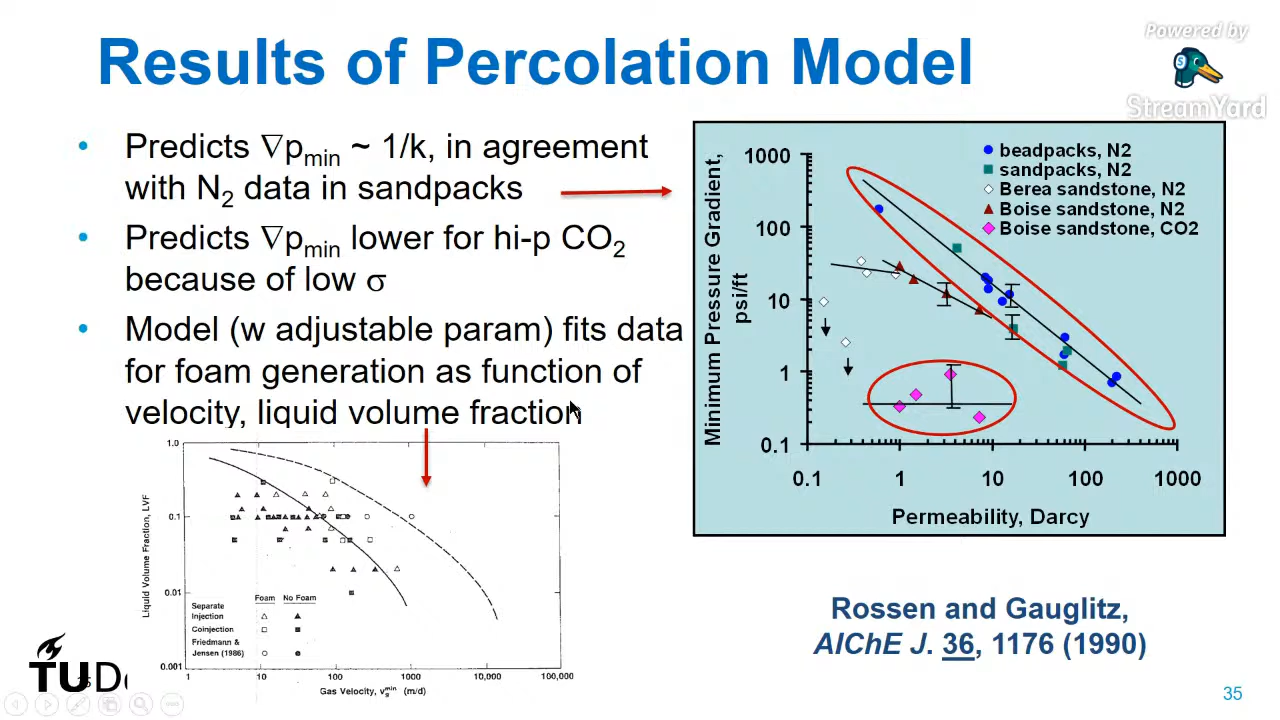 Results of Percolation Model
Powered by
StreamYard
• Predicts ∇pmin ~ 1/k, in agreement
with N2 data in sandpacks
• Predicts ∇pmin lower for hi-p CO2
because of low σ
• Model (w adjustable param) fits data
for foam generation as function of
velocity, liquid volume fraction
Minimum Pressure Gradient,
psi/ft
1000
100
10
1
0.1
beadpacks, N2
sandpacks, N2
Berea sandstone, N2
Boise sandstone, N2
Boise sandstone, CO2
0.1 1 10 100 1000
Permeability, Darcy
Liquid Volume Fraction, LVF
1.0
0.1
0.01
0.001
Foam No Foam
Separate
Injection
Coinjection
Friedmann &
Jensen (1986)
1 10 100 1000 10,000 100,000
Gas Velocity, vgmin (m/d)
Rossen and Gauglitz,
AIChE J. 36, 1176 (1990)
TUD
35